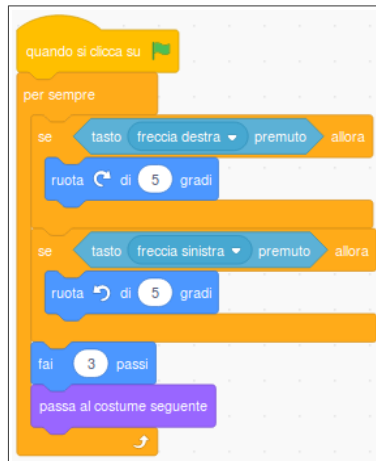 quando si clicca su
per sempre
se tasto freccia destra premuto allora
ruota di 5 gradi
se tasto freccia sinistra premuto allora
ruota di 5 gradi
fai 3 passi
passa al costume seguente